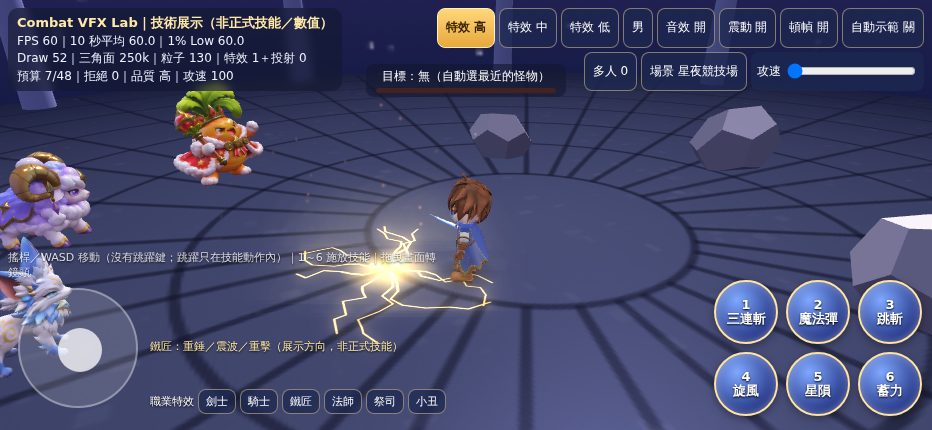 Combat VFX Lab｜技術展示（非正式技能／數值）
FPS 60｜10 秒平均 60.0｜1% Low 60.0
Draw 52｜三角面 250k｜粒子 130｜特效 1＋投射 0
預算 7/48｜拒絕 0｜品質 高｜攻速 100
特效 高
特效 中
特效 低
男
音效 開
震動 開
頓幀 開
自動示範 關
多人 0
場景 星夜競技場
攻速
目標：無（自動選最近的怪物）
搖桿／WASD 移動（沒有跳躍鍵；跳躍只在技能動作內）｜1～6 施放技能｜拖曳畫面轉
鏡頭
1
三連斬
2
魔法彈
3
跳斬
4
旋風
5
星隕
6
蓄力
鐵匠：重錘／震波／重擊（展示方向，非正式技能）
職業特效
劍士
騎士
鐵匠
法師
祭司
小丑